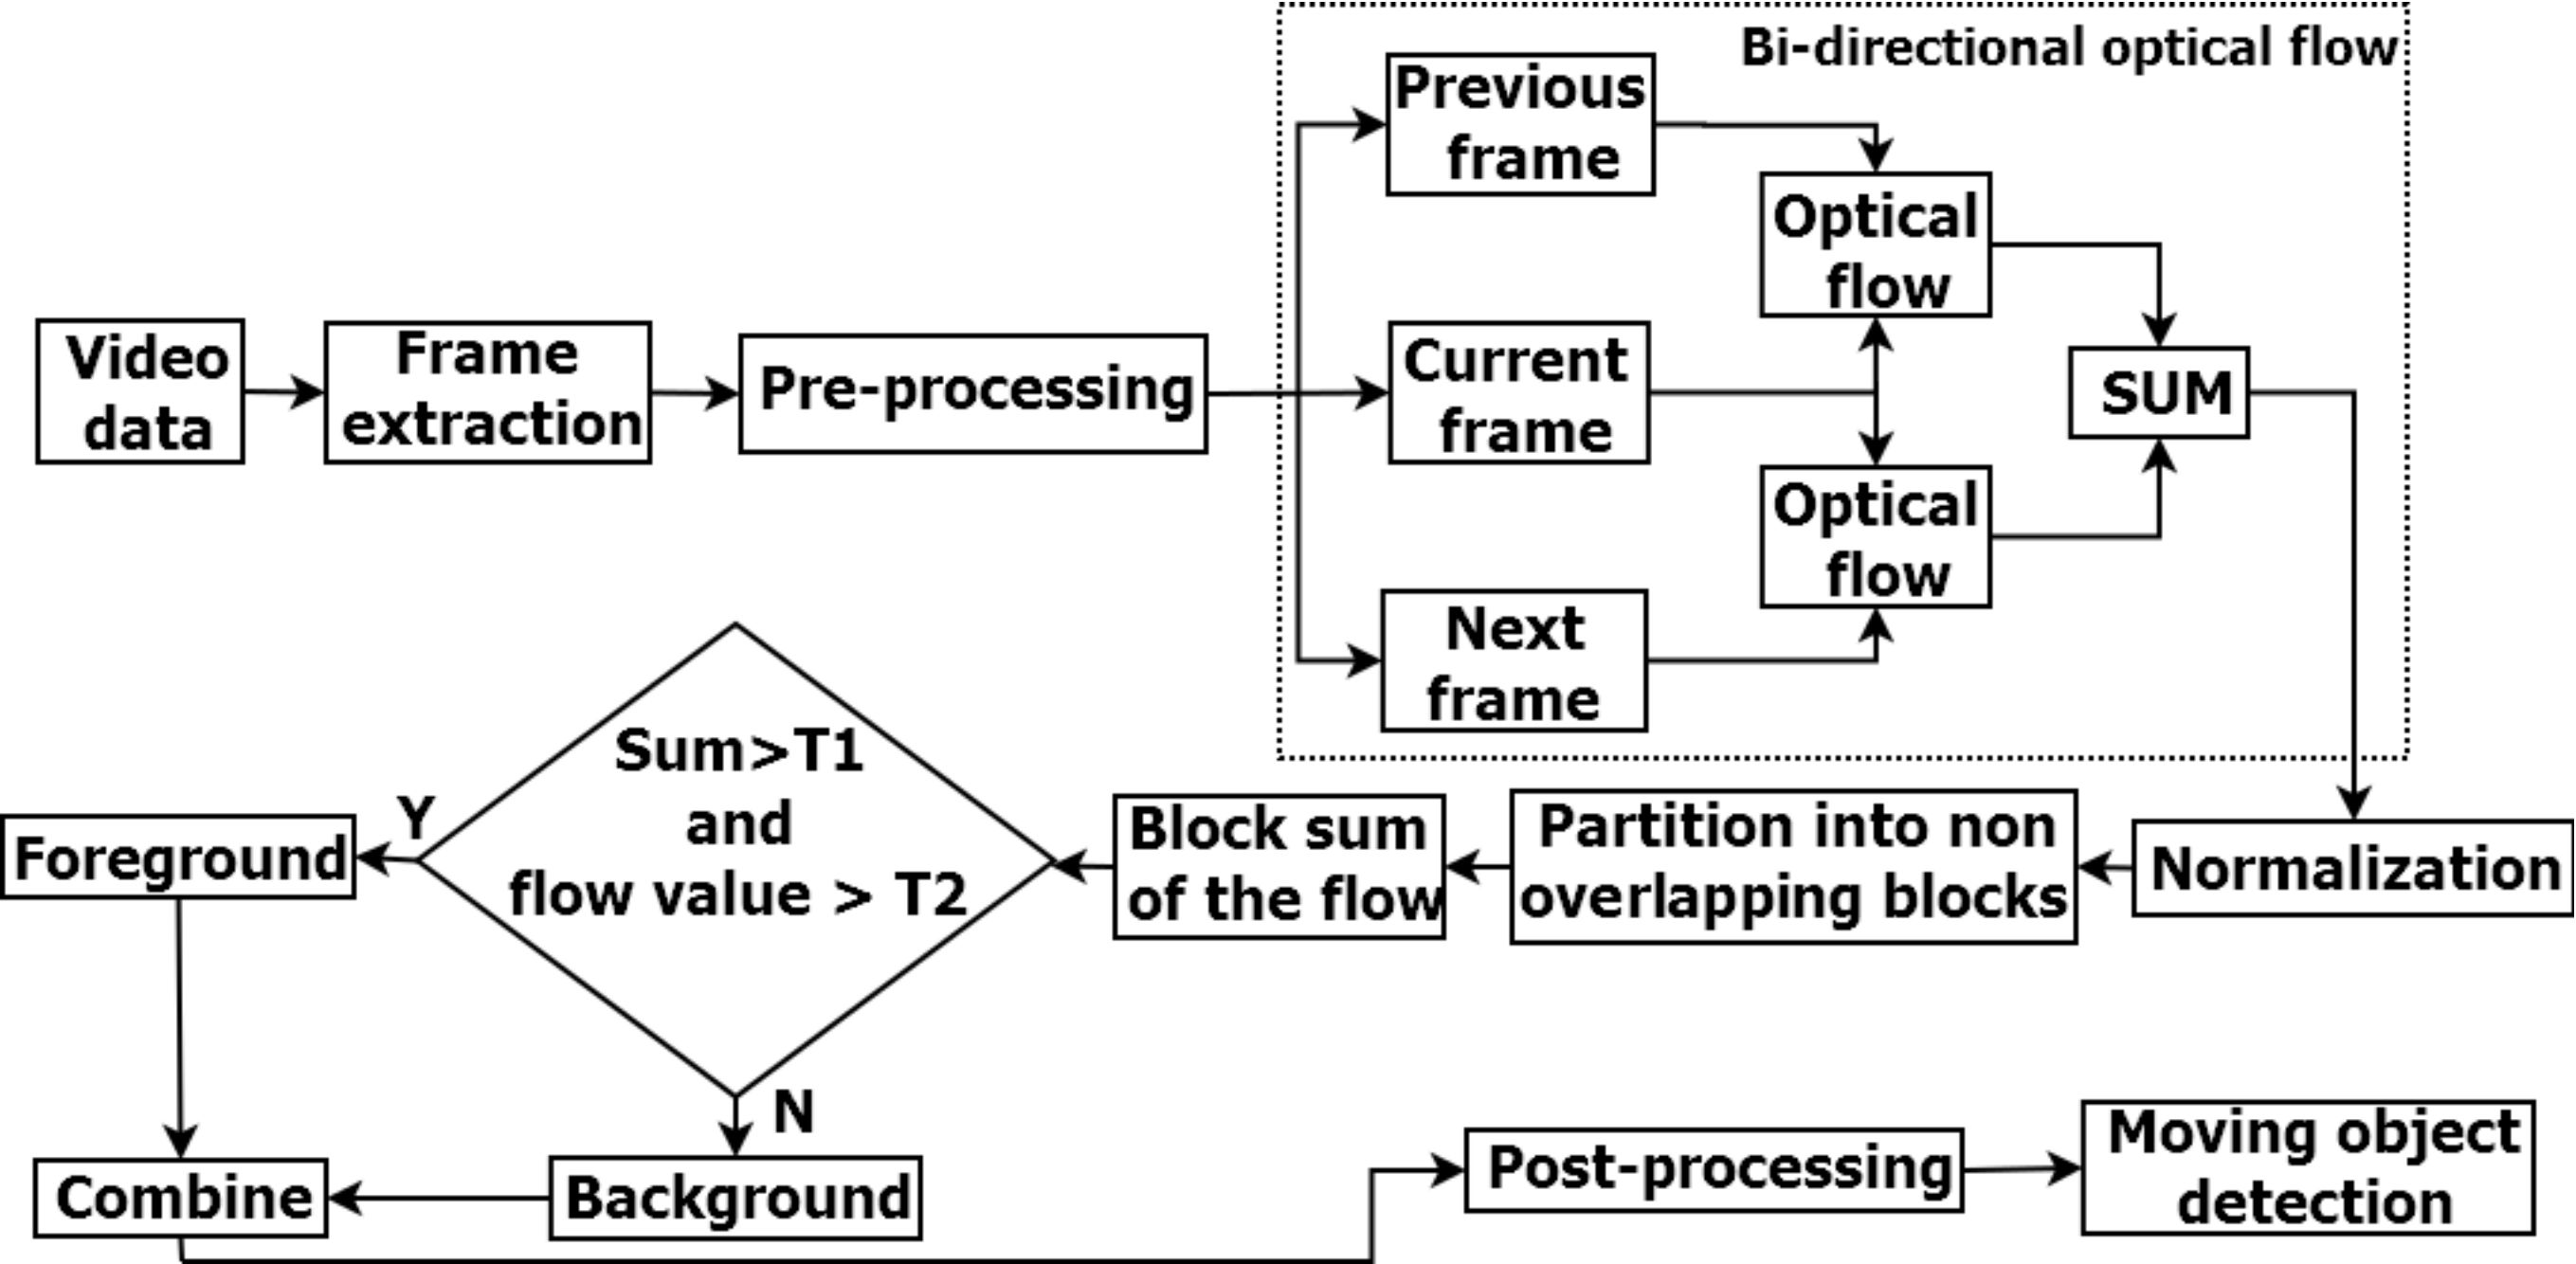 Bi-directional optical flow
Previous
frame
Optical
flow
Video
data
Frame
extraction
Pre-processing
Current
frame
SUM
Optical
flow
Next
frame
Normalization
Partition into non
overlapping blocks
Block sum
of the flow
Sum>T1
and
flow value > T2
Y
Foreground
N
Background
Combine
Post-processing
Moving object
detection